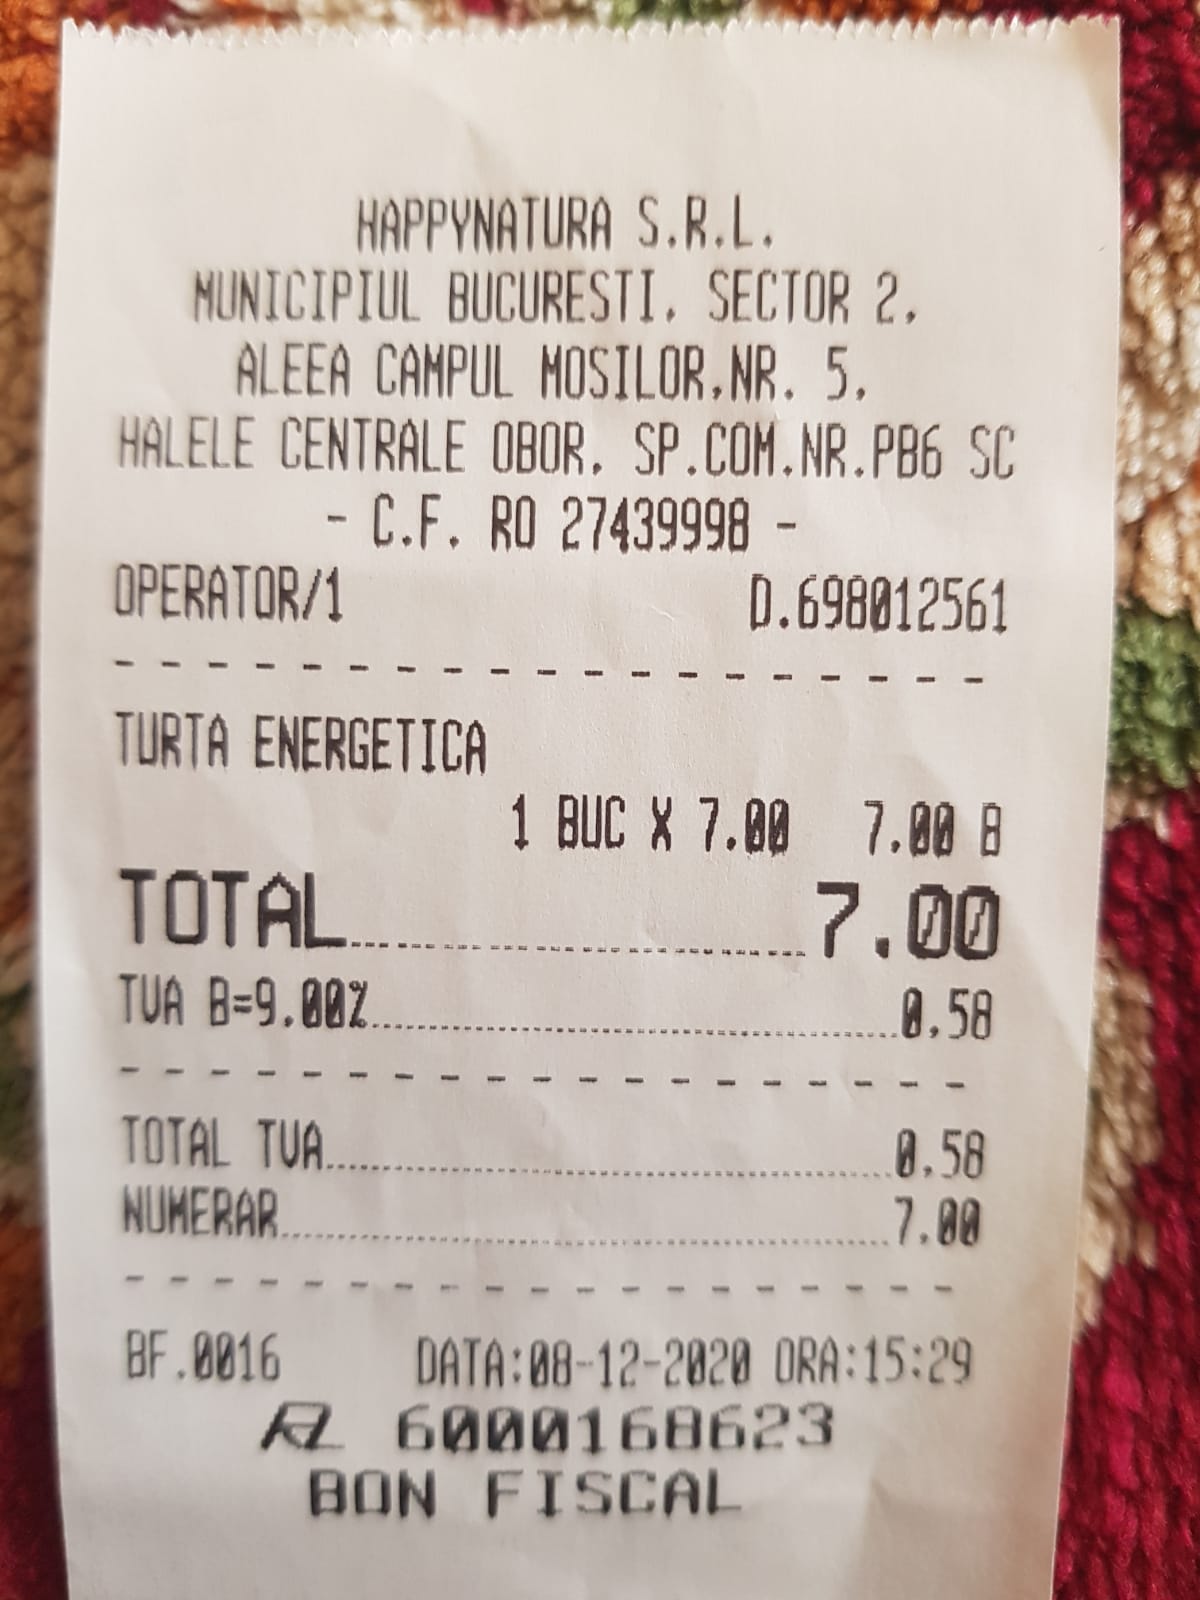 HAPPYNATURA S.R.L.
MUNICIPIUL BUCURESTI, SECTOR 2,
ALEEA CAMPUL MOSILOR,NR. 5,
HALELE CENTRALE OBOR, SP.COM.NR.PB6 SC
- C.F. RO 27439998 -
OPERATOR/1 D.698012561
TURTA ENERGETICA
1 BUC X 7.00 7.00 B
TOTAL 7.00
TVA B=9.00% 0.58
TOTAL TVA 0.58
NUMERAR 7.00
BF.0016 DATA:08-12-2020 ORA:15:29
6000168623
BON FISCAL